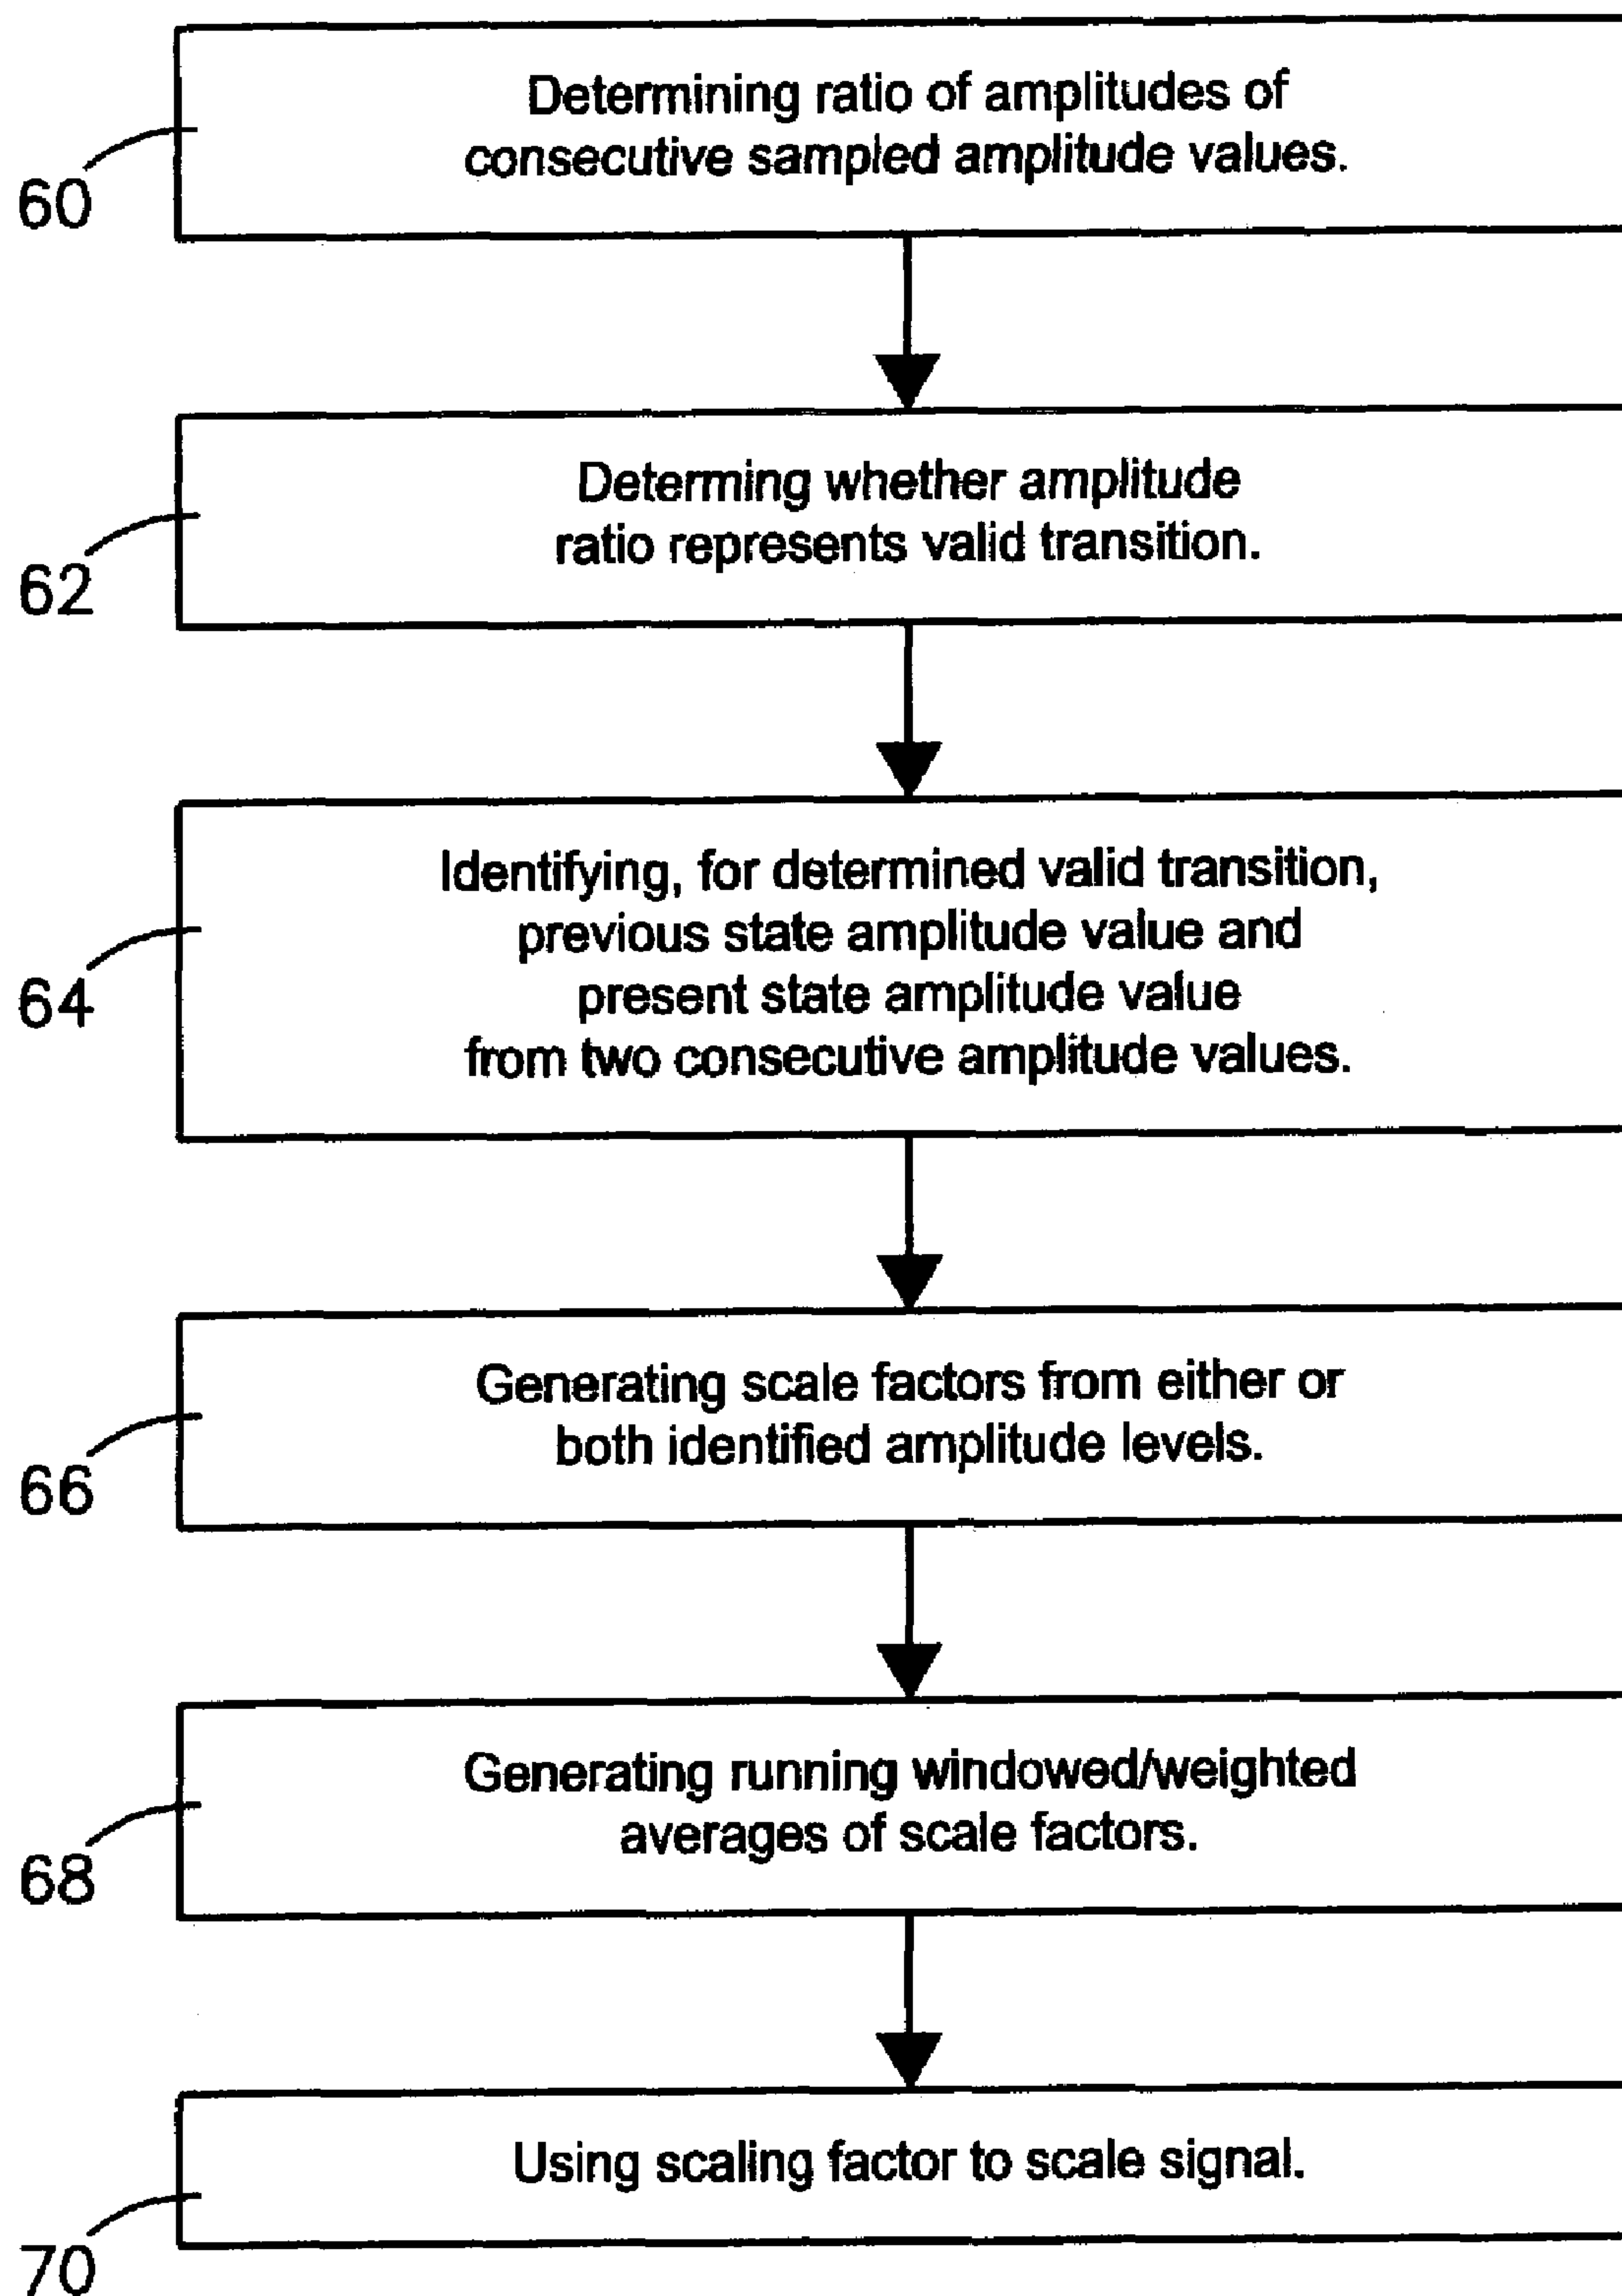 Determining ratio of amplitudes of
consecutive sampled amplitude values.
60
Determing whether amplitude
ratio represents valid transition.
62
Identifying, for determined valid transition,
previous state amplitude value and
present state amplitude value
from two consecutive amplitude values.
64
Generating scale factors from either or
both identified amplitude levels.
66
Generating running windowed/weighted
averages of scale factors.
68
Using scaling factor to scale signal.
70